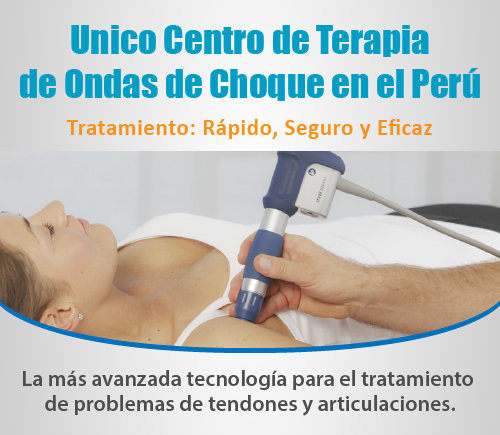 Unico Centro de Terapia
de Ondas de Choque en el Perú
Tratamiento: Rápido, Seguro y Eficaz
La más avanzada tecnología para el tratamiento
de problemas de tendones y articulaciones.